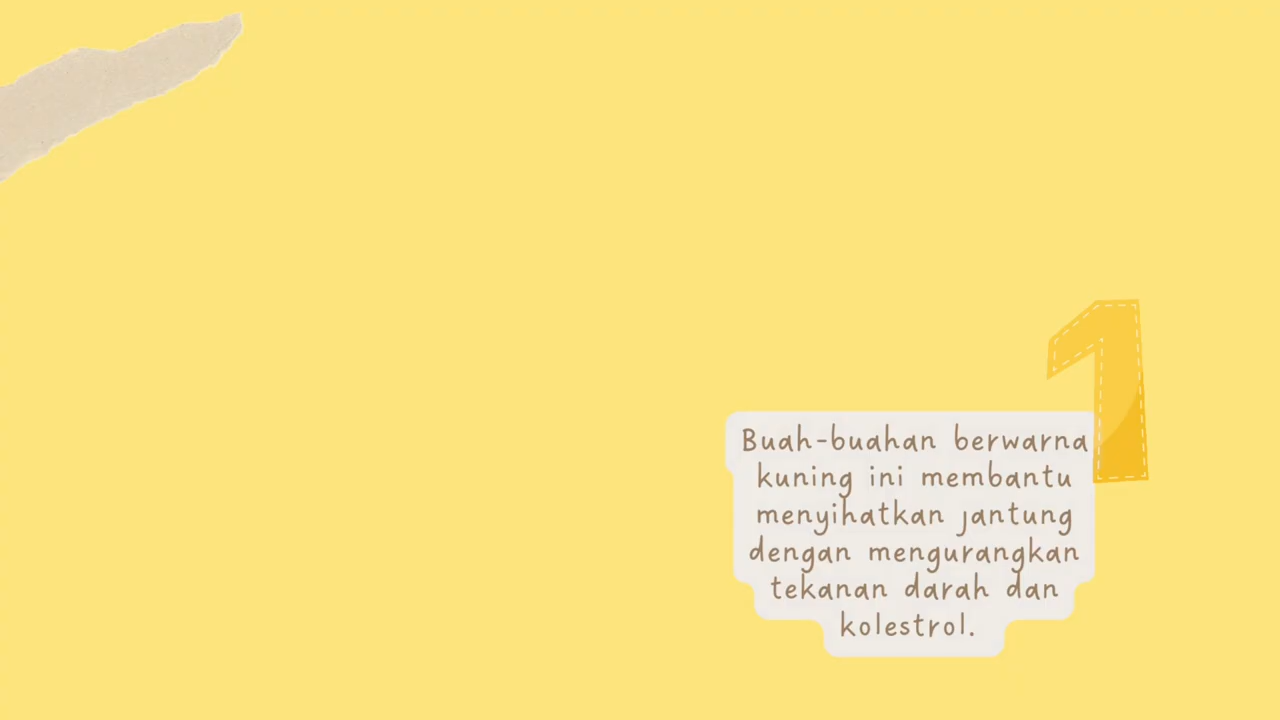 1
Buah-buahan berwarna
kuning ini membantu
menyihatkan jantung
dengan mengurangkan
tekanan darah dan
kolestrol.